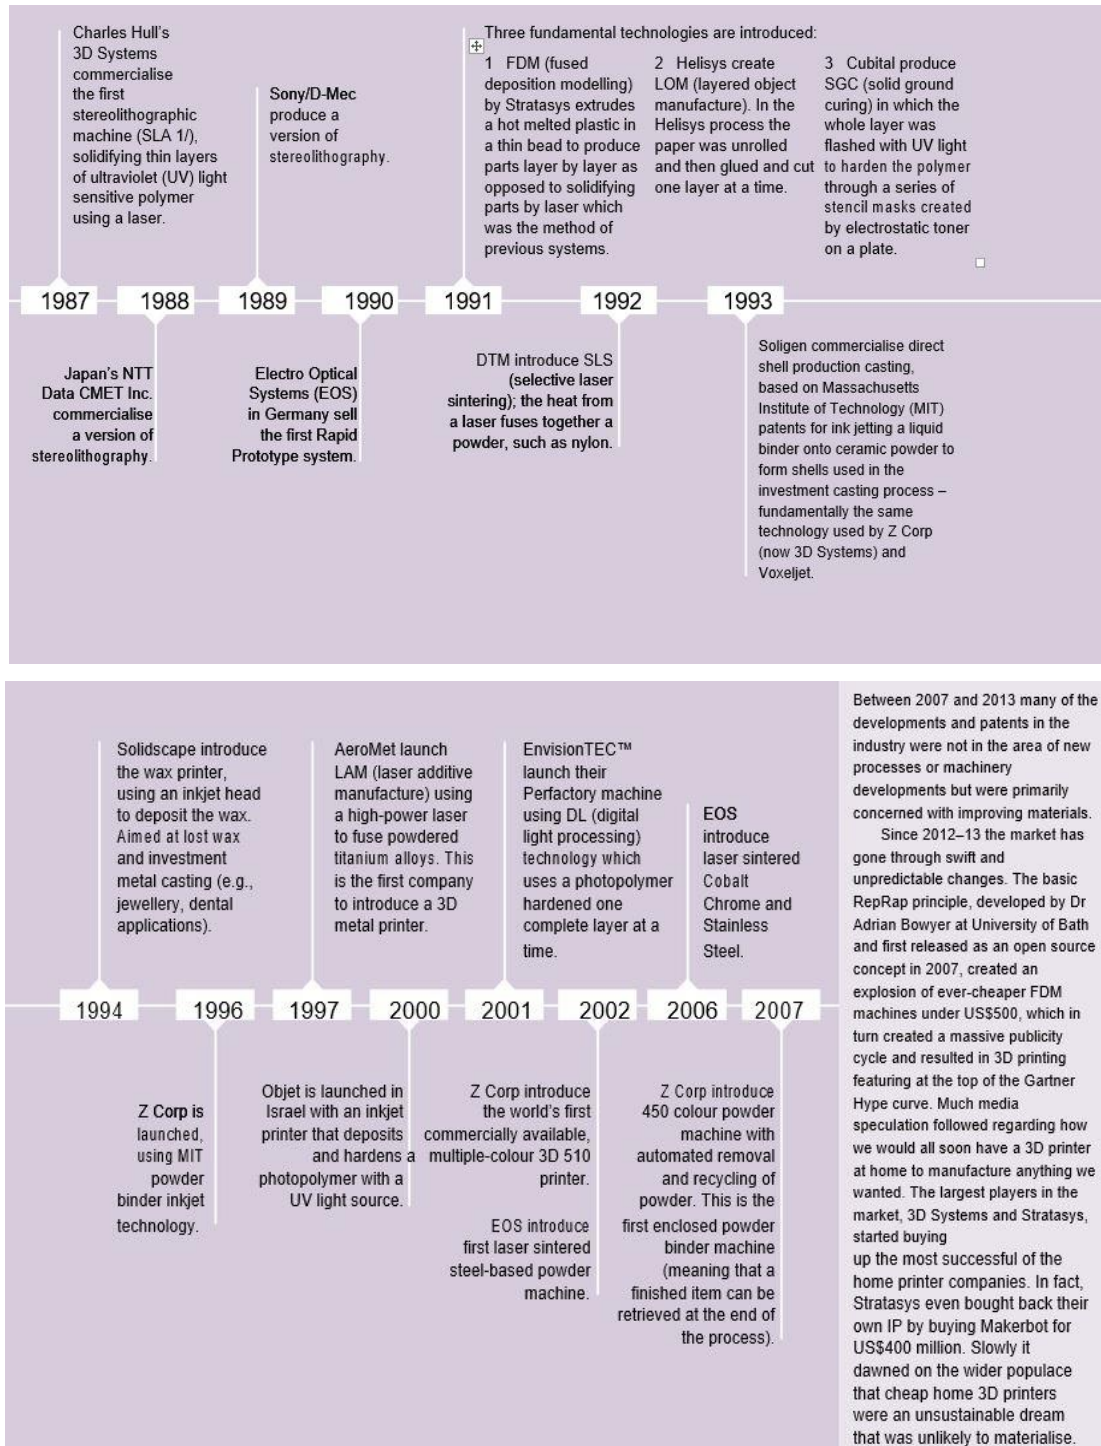 Charles Hull's
3D Systems
commercialise
the first
stereolithographic
machine (SLA 1/),
solidifying thin layers
of ultraviolet (UV) light
sensitive polymer
using a laser.
Sony/D-Mec
produce a
version of
stereolithography.
Three fundamental technologies are introduced:
1 FDM (fused
deposition modelling)
by Stratasys extrudes
a hot melted plastic in
a thin bead to produce
parts layer by layer as
opposed to solidifying
parts by laser which
was the method of
previous systems.
2 Helisys create
LOM (layered object
manufacture). In the
Helisys process the
paper was unrolled
and then glued and cut
one layer at a time.
3 Cubital produce
SGC (solid ground
curing) in which the
whole layer was
flashed with UV light
to harden the polymer
through a series of
stencil masks created
by electrostatic toner
on a plate.
1987 1988 1989 1990 1991 1992 1993
Japan's NTT
Data CMET Inc.
commercialise
a version of
stereolithography.
Electro Optical
Systems (EOS)
in Germany sell
the first Rapid
Prototype system.
DTM introduce SLS
(selective laser
sintering); the heat from
a laser fuses together a
powder, such as nylon.
Soligen commercialise direct
shell production casting,
based on Massachusetts
Institute of Technology (MIT)
patents for ink jetting a liquid
binder onto ceramic powder to
form shells used in the
investment casting process –
fundamentally the same
technology used by Z Corp
(now 3D Systems) and
Voxeljet.
Solidscape introduce
the wax printer,
using an inkjet head
to deposit the wax.
Aimed at lost wax
and investment
metal casting (e.g.,
jewellery, dental
applications).
AeroMet launch
LAM (laser additive
manufacture) using
a high-power laser
to fuse powdered
titanium alloys. This
is the first company
to introduce a 3D
metal printer.
EnvisionTEC™
launch their
Perfactory machine
using DL (digital
light processing)
technology which
uses a photopolymer
hardened one
complete layer at a
time.
EOS
introduce
laser sintered
Cobalt
Chrome and
Stainless
Steel.
1994 1996 1997 2000 2001 2002 2006 2007
Z Corp is
launched,
using MIT
powder
binder inkjet
technology.
Objet is launched in
Israel with an inkjet
printer that deposits
and hardens a
photopolymer with a
UV light source.
Z Corp introduce
the world's first
commercially available,
multiple-colour 3D 510
printer.
EOS introduce
first laser sintered
steel-based powder
machine.
Z Corp introduce
450 colour powder
machine with
automated removal
and recycling of
powder. This is the
first enclosed powder
binder machine
(meaning that a
finished item can be
retrieved at the end of
the process).
Between 2007 and 2013 many of the
developments and patents in the
industry were not in the area of new
processes or machinery
developments but were primarily
concerned with improving materials.
Since 2012–13 the market has
gone through swift and
unpredictable changes. The basic
RepRap principle, developed by Dr
Adrian Bowyer at University of Bath
and first released as an open source
concept in 2007, created an
explosion of ever-cheaper FDM
machines under US$500, which in
turn created a massive publicity
cycle and resulted in 3D printing
featuring at the top of the Gartner
Hype curve. Much media
speculation followed regarding how
we would all soon have a 3D printer
at home to manufacture anything we
wanted. The largest players in the
market, 3D Systems and Stratasys,
started buying
up the most successful of the
home printer companies. In fact,
Stratasys even bought back their
own IP by buying Makerbot for
US$400 million. Slowly it
dawned on the wider populace
that cheap home 3D printers
were an unsustainable dream
that was unlikely to materialise.